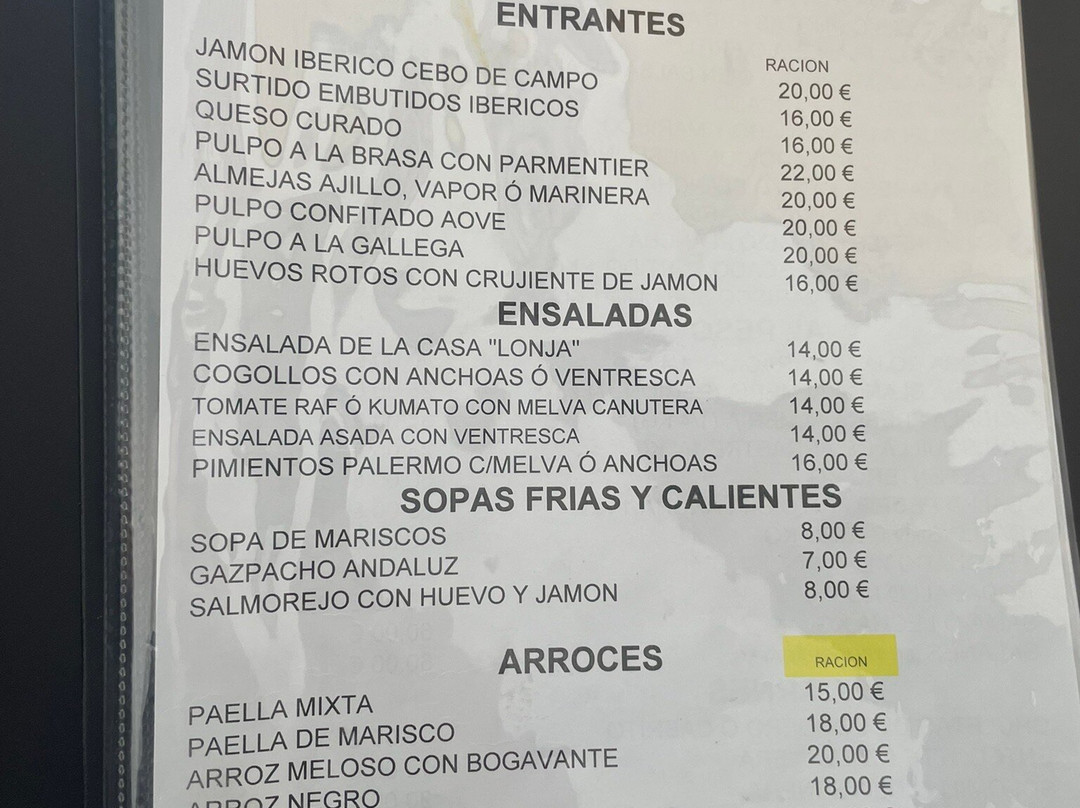 ENTRANTES
RACION
JAMON IBERICO CEBO DE CAMPO 20,00 €
SURTIDO EMBUTIDOS IBERICOS 16,00 €
QUESO CURADO 16,00 €
PULPO A LA BRASA CON PARMENTIER 22,00 €
ALMEJAS AJILLO, VAPOR Ó MARINERA 20,00 €
PULPO CONFITADO AOVE 20,00 €
PULPO A LA GALLEGA 20,00 €
HUEVOS ROTOS CON CRUJIENTE DE JAMON 16,00 €
ENSALADAS
ENSALADA DE LA CASA "LONJA" 14,00 €
COGOLLOS CON ANCHOAS Ó VENTRESCA 14,00 €
TOMATE RAF Ó KUMATO CON MELVA CANUTERA 14,00 €
ENSALADA ASADA CON VENTRESCA 14,00 €
PIMIENTOS PALERMO C/MELVA Ó ANCHOAS 16,00 €
SOPAS FRIAS Y CALIENTES
SOPA DE MARISCOS 8,00 €
GAZPACHO ANDALUZ 7,00 €
SALMOREJO CON HUEVO Y JAMON 8,00 €
ARROCES RACION
PAELLA MIXTA 15,00 €
PAELLA DE MARISCO 18,00 €
ARROZ MELOSO CON BOGAVANTE 20,00 €
ARROZ NEGRO 18,00 €